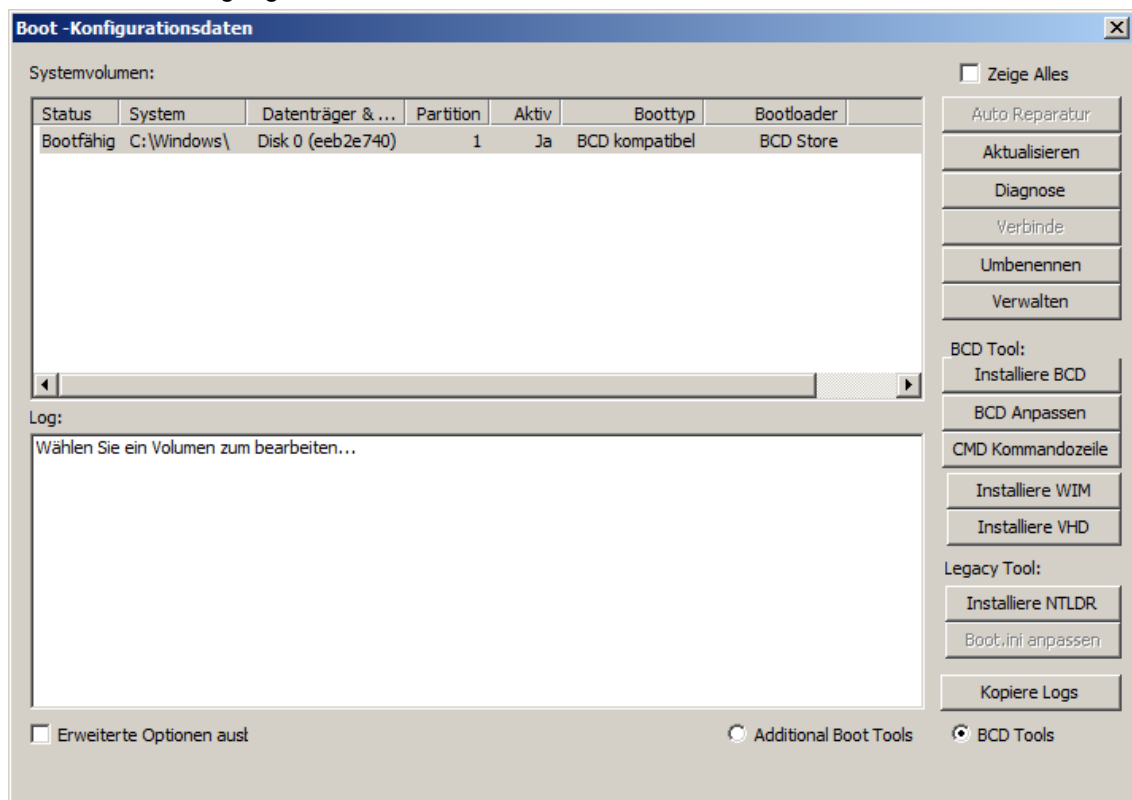 Boot -Konfigurationsdaten
Systemvolumen:
Zeige Alles
Status System Datenträger & ... Partition Aktiv Boottyp Bootloader
Bootfähig C:\Windows\ Disk 0 (eeb2e740) 1 Ja BCD kompatibel BCD Store
Auto Reparatur
Aktualisieren
Diagnose
Verbinde
Umbenennen
Verwalten
BCD Tool:
Installiere BCD
BCD Anpassen
CMD Kommandozeile
Installiere WIM
Installiere VHD
Legacy Tool:
Installiere NTLDR
Boot.ini anpassen
Kopiere Logs
Log:
Wählen Sie ein Volumen zum bearbeiten...
Erweiterte Optionen
Additional Boot Tools
BCD Tools